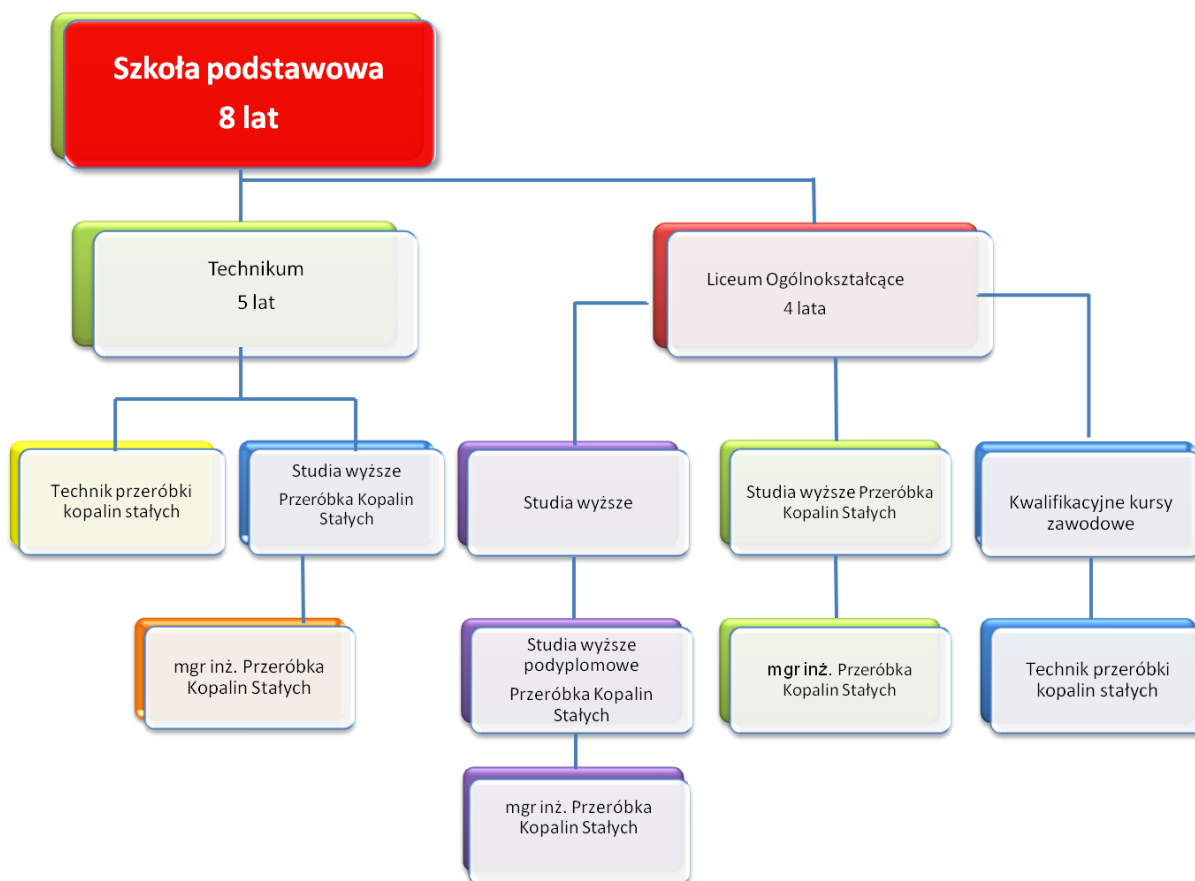 Szkoła podstawowa
8 lat
Technikum
5 lat
Liceum Ogólnokształcące
4 lata
Technik przeróbki
kopalin stałych
Studia wyższe
Przeróbka Kopalin
Stałych
Studia wyższe
Studia wyższe Przeróbka
Kopalin Stałych
Kwalifikacyjne kursy
zawodowe
mgr inż. Przeróbka
Kopalin Stałych
Studia wyższe
podyplomowe
Przeróbka Kopalin
Stałych
mgr inż. Przeróbka
Kopalin Stałych
Technik przeróbki
kopalin stałych
mgr inż. Przeróbka
Kopalin Stałych